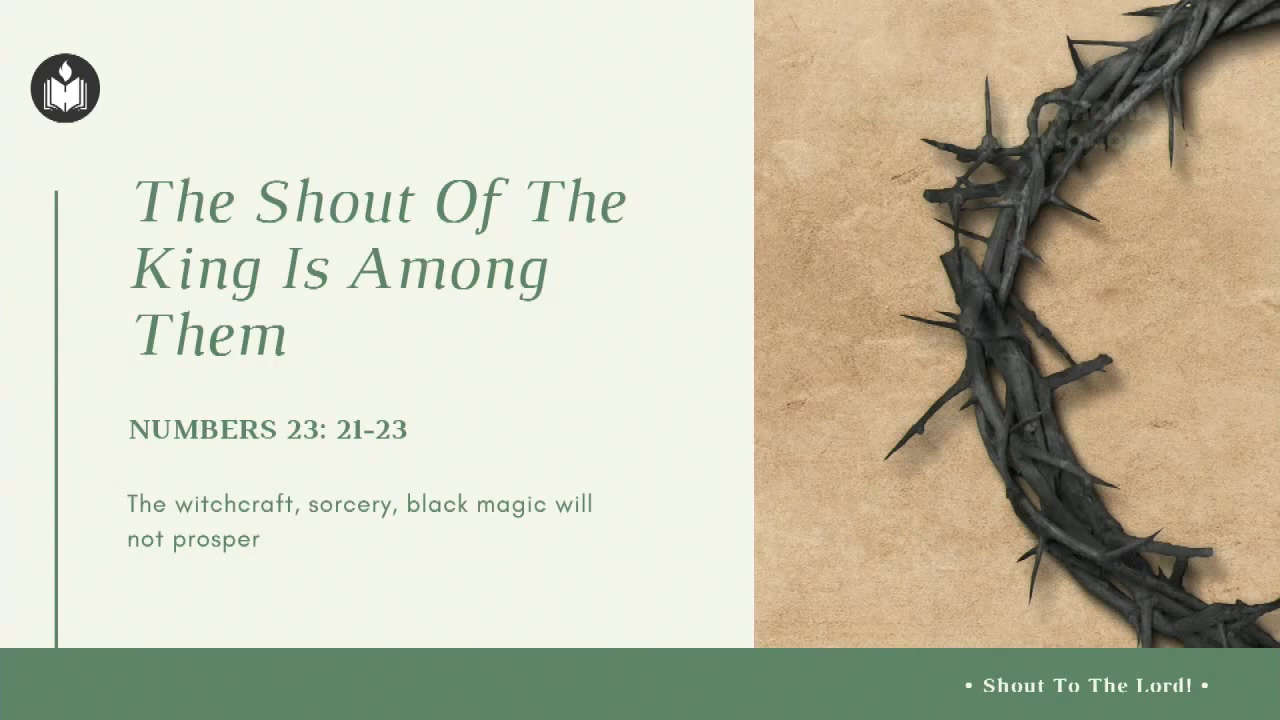 The Shout Of The
King Is Among
Them
NUMBERS 23: 21-23
The witchcraft, sorcery, black magic will
not prosper
• Shout To The Lord! •